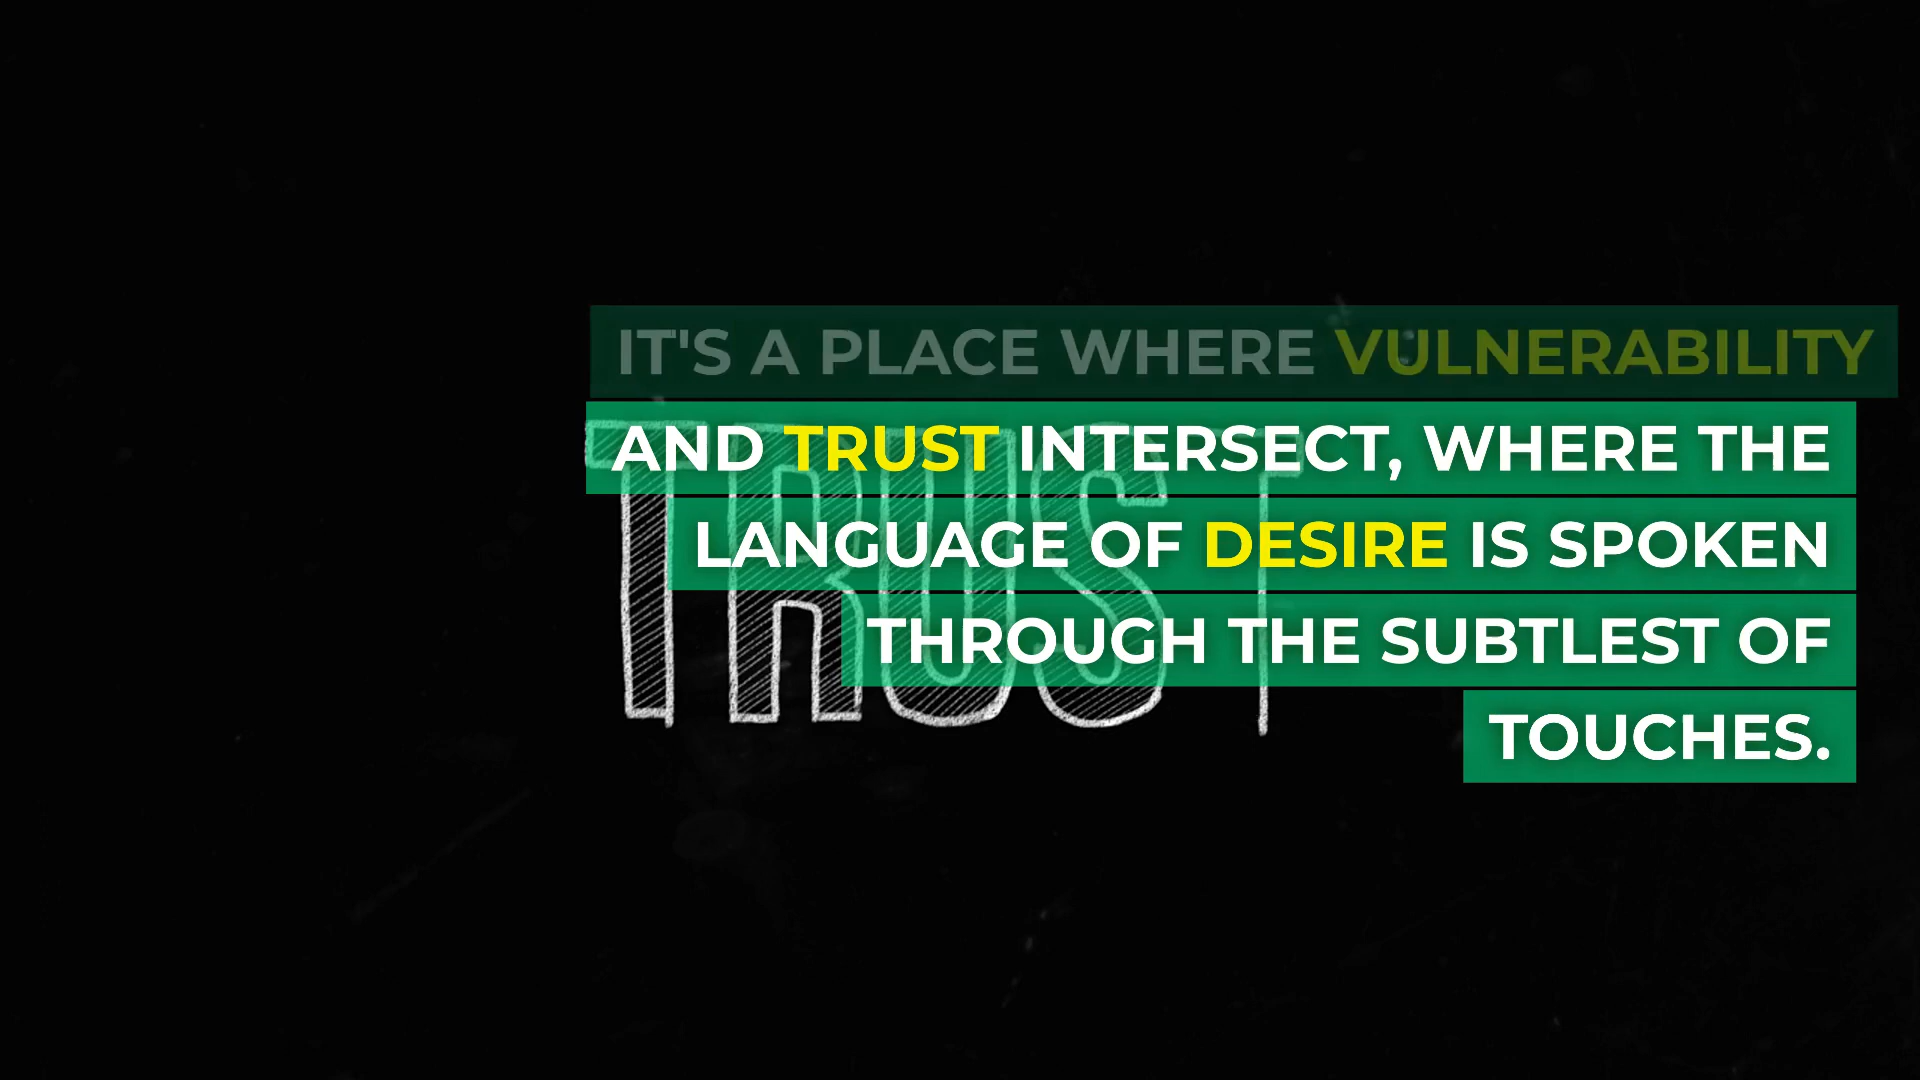 IT'S A PLACE WHERE VULNERABILITY
AND TRUST INTERSECT, WHERE THE
LANGUAGE OF DESIRE IS SPOKEN
THROUGH THE SUBTLEST OF
TOUCHES.
TRUST